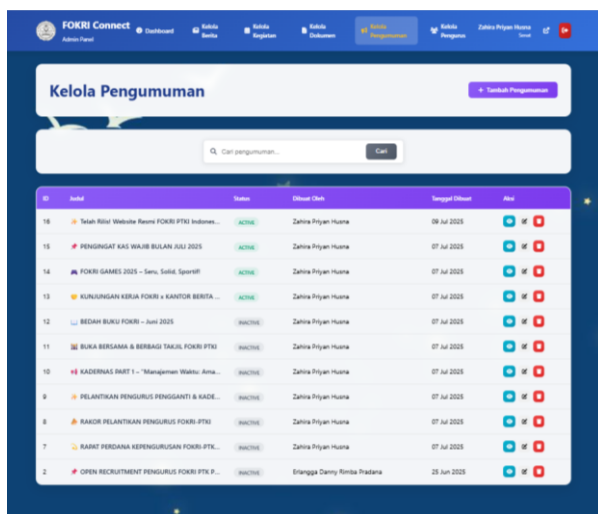 FOKRI Connect
Admin Panel
Dashboard
Kelola Berita
Kelola Kegiatan
Kelola Dokumen
Kelola Pengumuman
Kelola Pengurus
Zahira Priyan Husna
Kelola Pengumuman
+ Tambah Pengumuman
Cari pengumuman...
Cari
ID Judul Status Dibuat Oleh Tanggal Dibuat Aksi
16 Telah Rilis! Website Resmi FOKRI PTKI Indones... ACTIVE Zahira Priyan Husna 09 Jul 2025
15 PENGINGAT KAS WAJIB BULAN JULI 2025 ACTIVE Zahira Priyan Husna 07 Jul 2025
14 FOKRI GAMES 2025 – Seru, Solid, Sportif! ACTIVE Zahira Priyan Husna 07 Jul 2025
13 KUNJUNGAN KERJA FOKRI x KANTOR BERITA ... ACTIVE Zahira Priyan Husna 07 Jul 2025
12 BEDAH BUKU FOKRI – Juni 2025 INACTIVE Zahira Priyan Husna 07 Jul 2025
11 BUKA BERSAMA & BERBAGI TAKJIL FOKRI PTKI INACTIVE Zahira Priyan Husna 07 Jul 2025
10 KADERNAS PART 1 – "Manajemen Waktu: Ama... INACTIVE Zahira Priyan Husna 07 Jul 2025
9 PELANTIKAN PENGURUS PENGGANTI & KADE... INACTIVE Zahira Priyan Husna 07 Jul 2025
8 RAKOR PELANTIKAN PENGURUS FOKRI-PTKI INACTIVE Zahira Priyan Husna 07 Jul 2025
7 RAPAT PERDANA KEPENGURUSAN FOKRI-PTK... INACTIVE Zahira Priyan Husna 07 Jul 2025
2 OPEN RECRUITMENT PENGURUS FOKRI PTK P... INACTIVE Erlangga Danny Rimba Pradana 25 Jun 2025